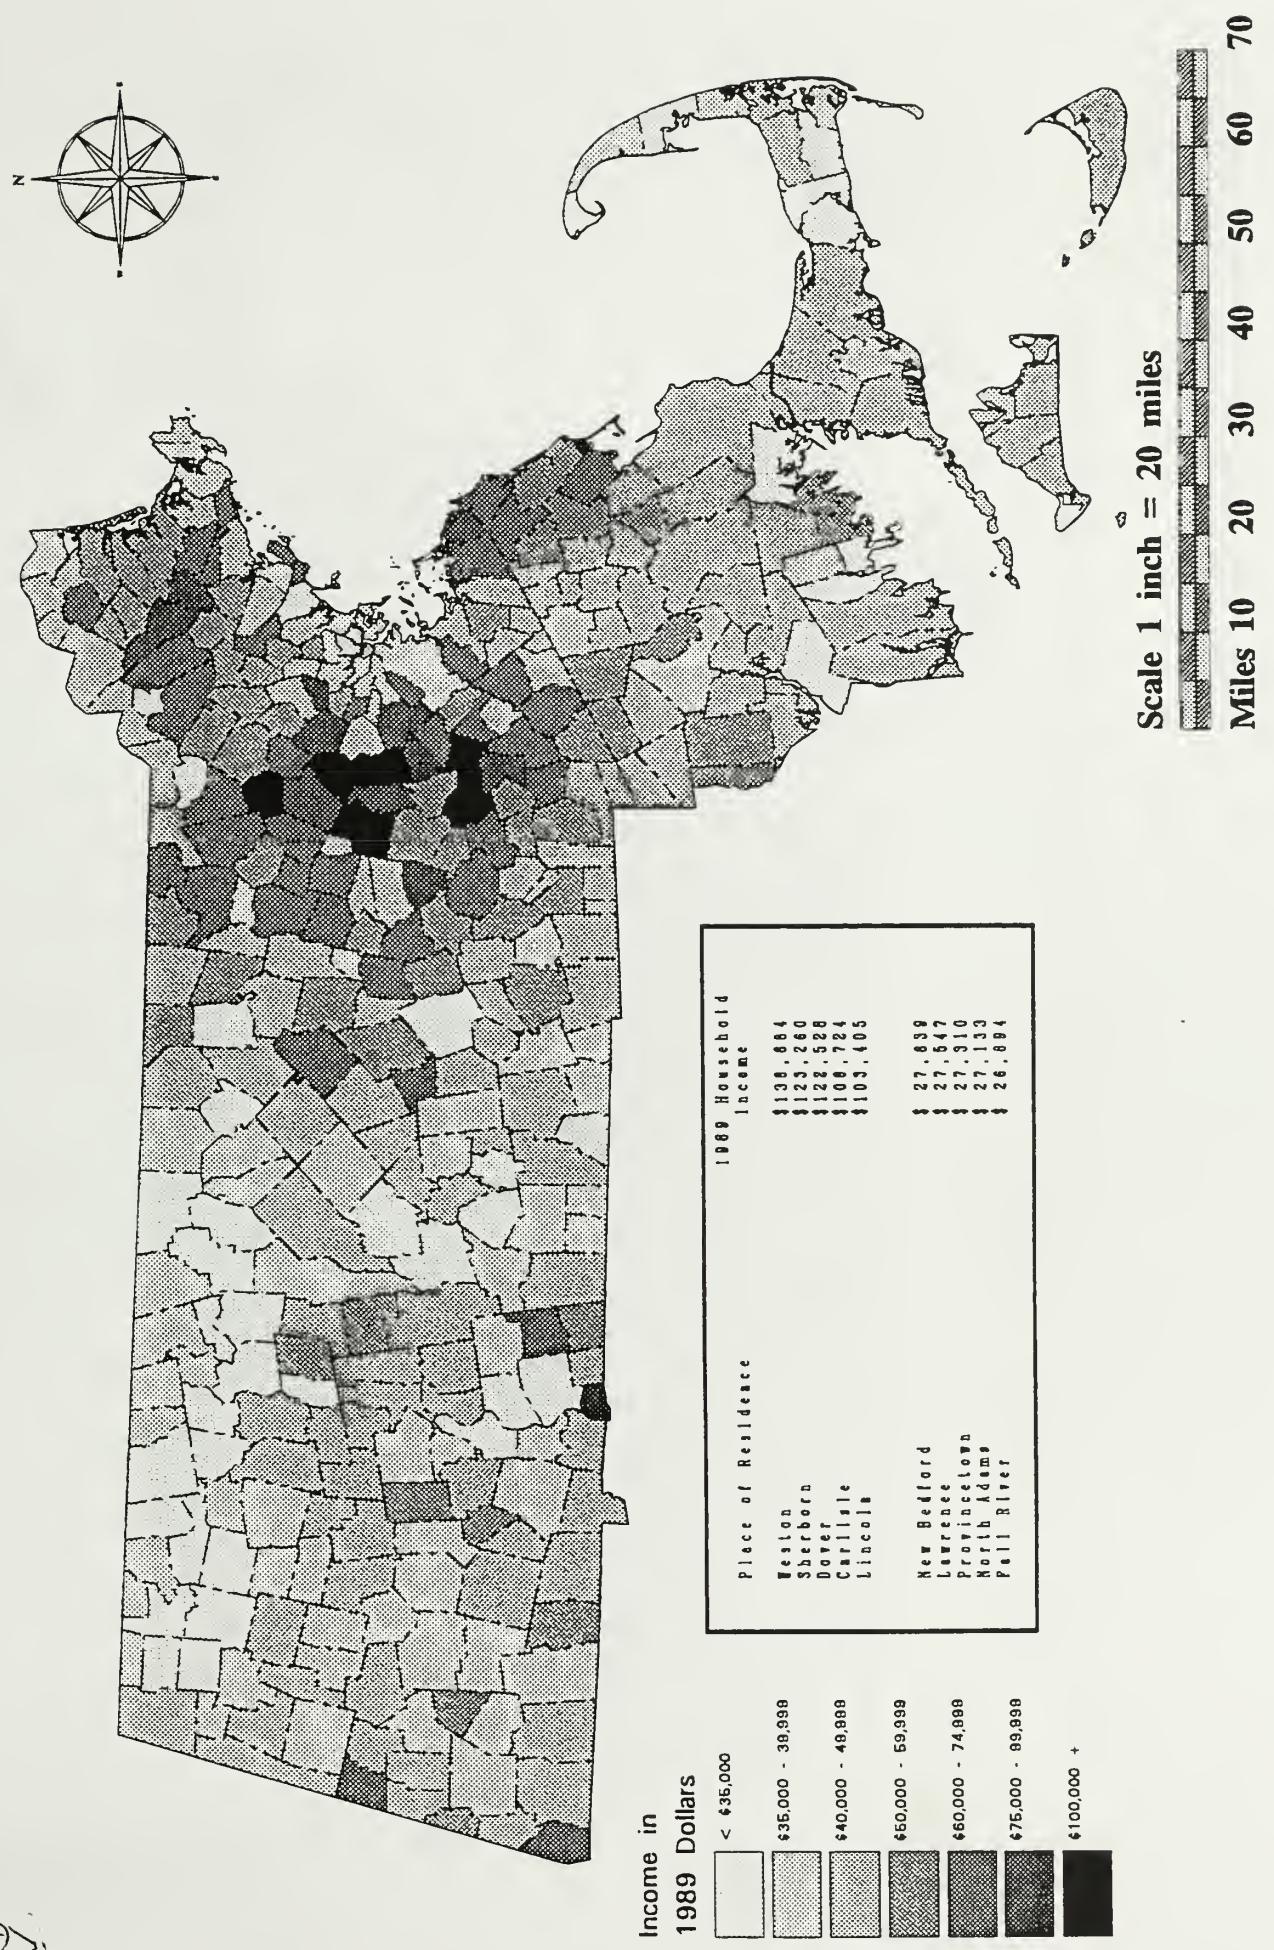 N
Income in
1989 Dollars
< $35,000
$35,000 - 39,999
$40,000 - 49,999
$50,000 - 59,999
$60,000 - 74,999
$75,000 - 99,999
$100,000 +
Place of Residence 1989 Household Income
Weston $138,664
Sherborn $123,260
Dover $122,528
Carlisle $108,724
Lincoln $103,405
New Bedford $ 27,839
Lawrence $ 27,547
Provincetown $ 27,310
North Adams $ 27,133
Fall River $ 26,894
Scale 1 inch = 20 miles
Miles 10 20 30 40 50 60 70